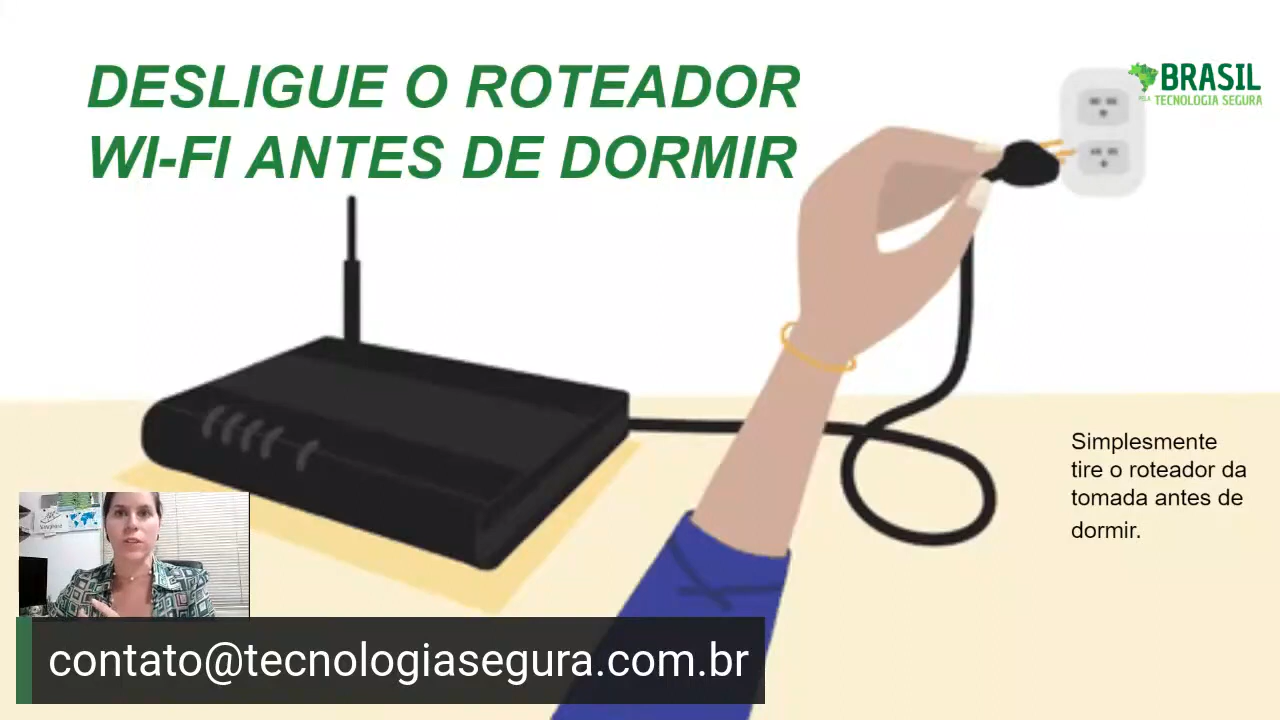 DESLIGUE O ROTEADOR
WI-FI ANTES DE DORMIR
BRASIL
PELA TECNOLOGIA SEGURA
Simplesmente
tire o roteador da
tomada antes de
dormir.
contato@tecnologiasegura.com.br